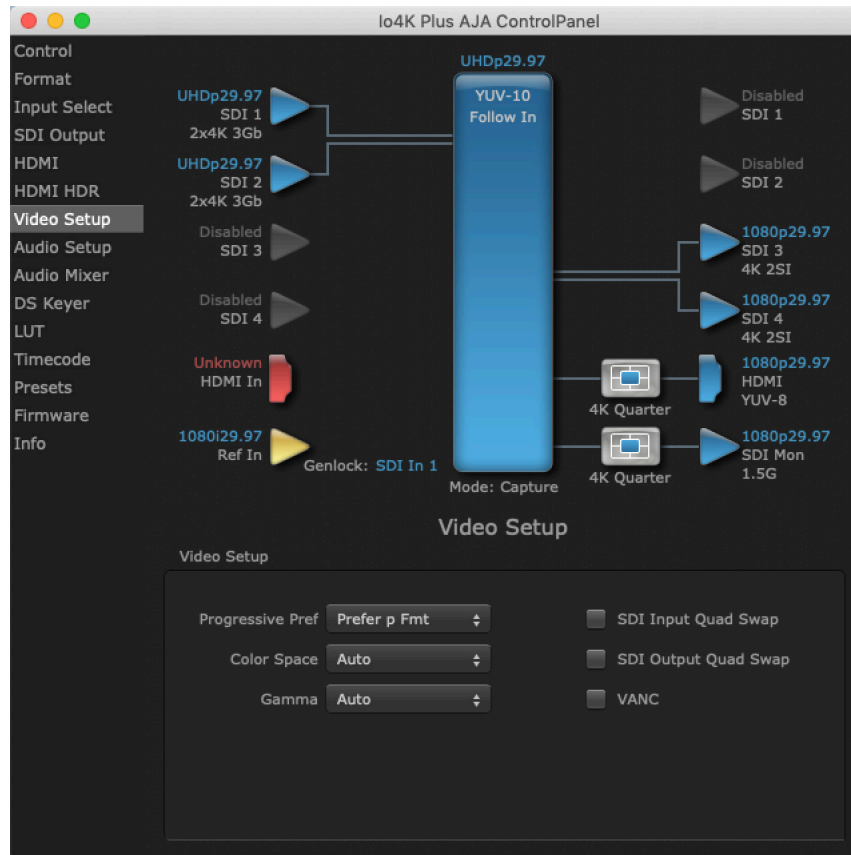 Io4K Plus AJA ControlPanel
Control
Format
Input Select
SDI Output
HDMI
HDMI HDR
Video Setup
Audio Setup
Audio Mixer
DS Keyer
LUT
Timecode
Presets
Firmware
Info
UHDp29.97
SDI 1
2x4K 3Gb
UHDp29.97
SDI 2
2x4K 3Gb
Disabled
SDI 3
Disabled
SDI 4
Unknown
HDMI In
1080i29.97
Ref In
Genlock: SDI In 1
UHDp29.97
YUV-10
Follow In
Mode: Capture
Disabled
SDI 1
Disabled
SDI 2
1080p29.97
SDI 3
4K 2SI
1080p29.97
SDI 4
4K 2SI
4K Quarter
1080p29.97
HDMI
YUV-8
4K Quarter
1080p29.97
SDI Mon
1.5G
Video Setup
Video Setup
Progressive Pref Prefer p Fmt
Color Space Auto
Gamma Auto
SDI Input Quad Swap
SDI Output Quad Swap
VANC